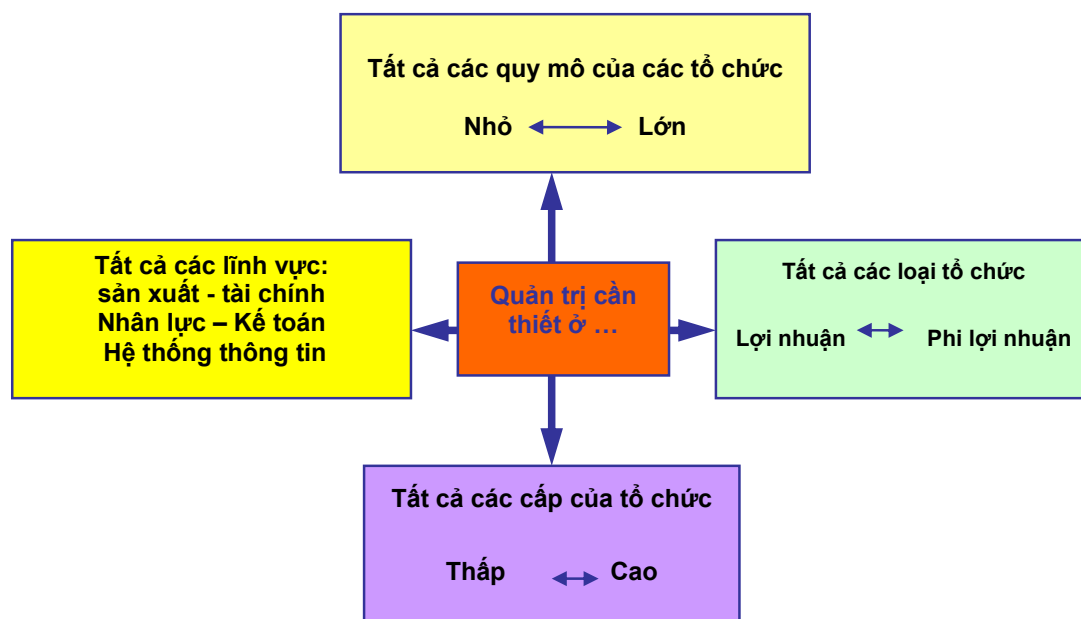 Tất cả các quy mô của các tổ chức
Nhỏ Lớn
Tất cả các lĩnh vực:
sản xuất - tài chính
Nhân lực – Kế toán
Hệ thống thông tin
Quản trị cần
thiết ở …
Tất cả các loại tổ chức
Lợi nhuận Phi lợi nhuận
Tất cả các cấp của tổ chức
Thấp Cao